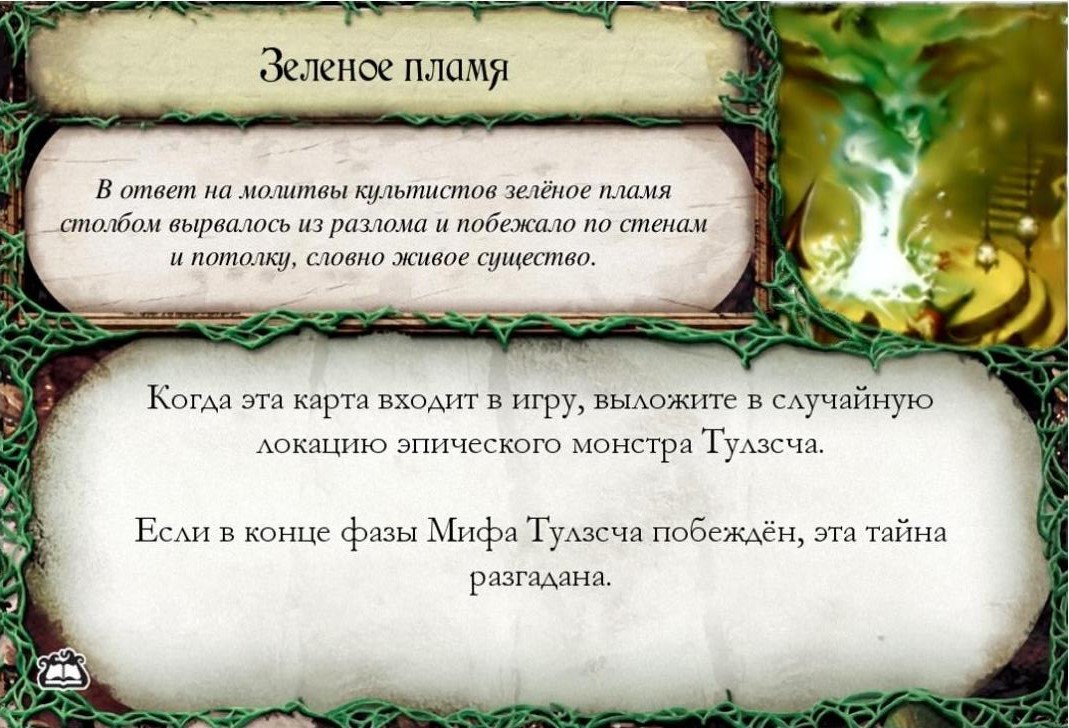 Зеленое пламя
В ответ на молитвы культистов зелёное пламя
столбом вырвалось из разлома и побежало по стенам
и потолку, словно живое существо.
Когда эта карта входит в игру, выложите в случайную
локацию эпического монстра Тулзсча.
Если в конце фазы Мифа Тулзсча побеждён, эта тайна
разгадана.